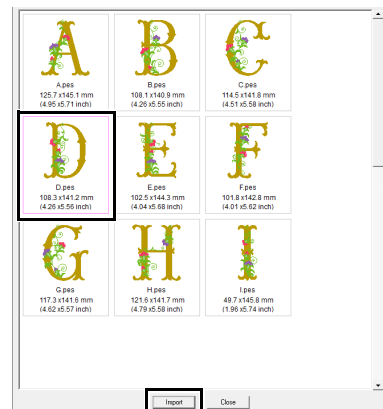 A.pes
125.7 x145.1 mm
(4.95 x5.71 inch)
B.pes
108.1 x140.9 mm
(4.26 x5.55 inch)
C.pes
114.5 x141.8 mm
(4.51 x5.58 inch)
D.pes
108.3 x141.2 mm
(4.26 x5.56 inch)
E.pes
102.5 x144.3 mm
(4.04 x5.68 inch)
F.pes
101.8 x142.8 mm
(4.01 x5.62 inch)
G.pes
117.3 x141.6 mm
(4.62 x5.57 inch)
H.pes
121.6 x141.7 mm
(4.79 x5.58 inch)
I.pes
49.7 x145.8 mm
(1.96 x5.74 inch)
Import Close